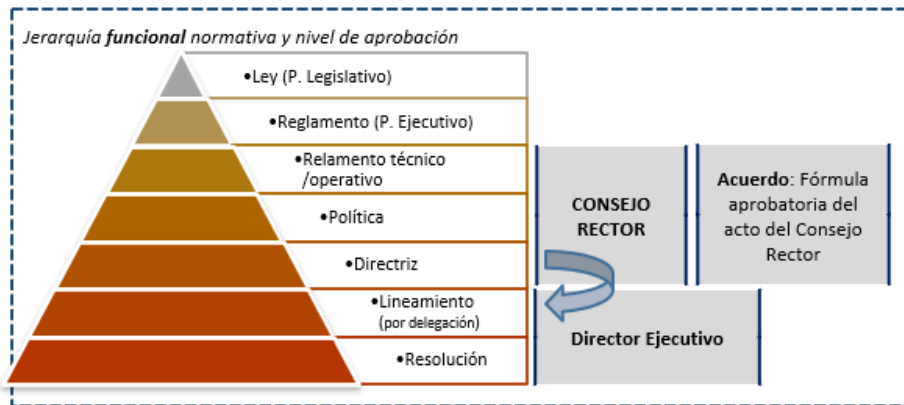 Jerarquía funcional normativa y nivel de aprobación
•Ley (P. Legislativo)
•Reglamento (P. Ejecutivo)
•Relamento técnico
/operativo
•Política
•Directriz
•Lineamiento
(por delegación)
•Resolución
CONSEJO
RECTOR
Acuerdo: Fórmula
aprobatoria del
acto del Consejo
Rector
Director Ejecutivo